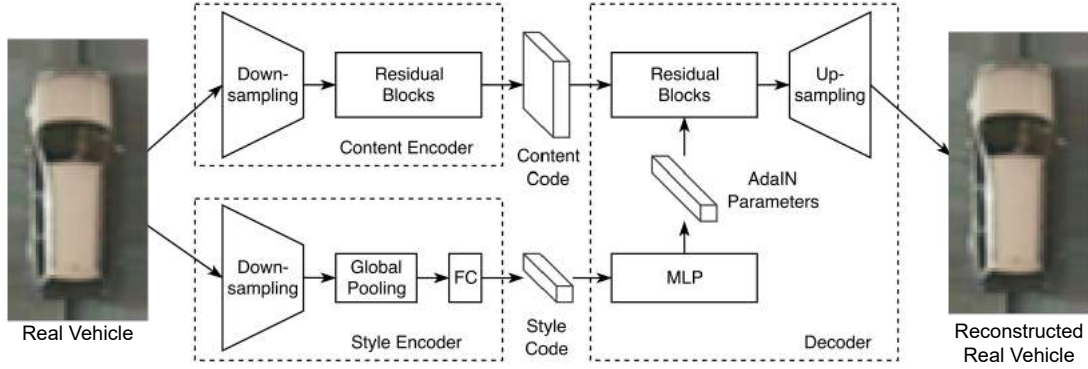 Down-
sampling
Residual
Blocks
Content Encoder
Content
Code
Residual
Blocks
Up-
sampling
AdaIN
Parameters
Real Vehicle
Down-
sampling
Global
Pooling
FC
Style Encoder
Style
Code
MLP
Decoder
Reconstructed
Real Vehicle